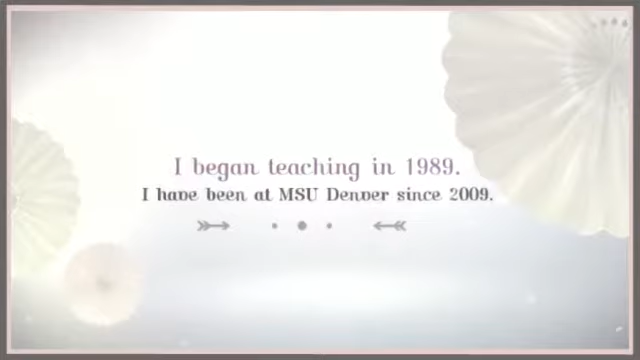 I began teaching in 1989.
I have been at MSU Denver since 2009.